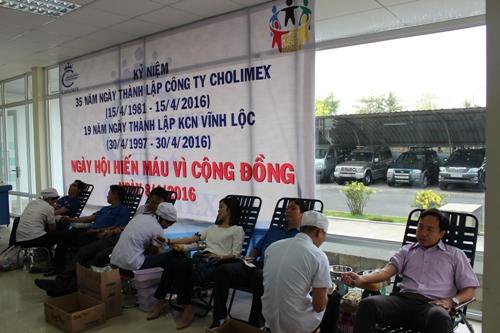 KỶ NIỆM
35 NĂM NGÀY THÀNH LẬP CÔNG TY CHOLIMEX
(15/4/1981 - 15/4/2016)
19 NĂM NGÀY THÀNH LẬP KCN VĨNH LỘC
(30/4/1997 - 30/4/2016)
NGÀY HỘI HIẾN MÁU VÌ CỘNG ĐỒNG
2016